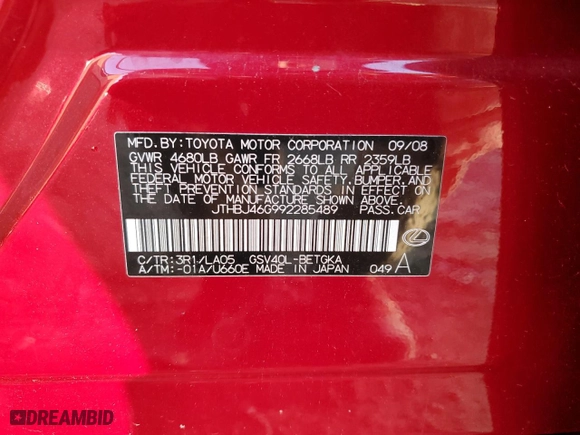 MFD. BY: TOYOTA MOTOR CORPORATION 09/08
GVWR 4680LB GAWR FR 2668LB RR 2359LB
THIS VEHICLE CONFORMS TO ALL APPLICABLE
FEDERAL MOTOR VEHICLE SAFETY, BUMPER, AND
THEFT PREVENTION STANDARDS IN EFFECT ON
THE DATE OF MANUFACTURE SHOWN ABOVE.
JTHBJ46G992285489 PASS. CAR
C/TR: 3R1/LA05 GSV40L-BETGKA
A/TM: -01A/U660E MADE IN JAPAN 049 A
DREAMBID